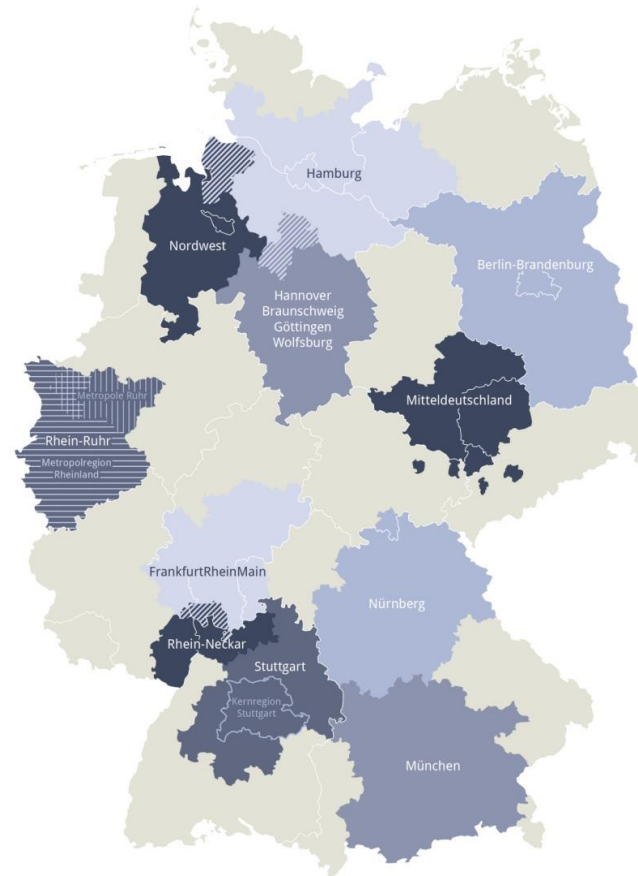 Hamburg
Nordwest
Berlin-Brandenburg
Hannover
Braunschweig
Göttingen
Wolfsburg
Metropole Ruhr
Mitteldeutschland
Rhein-Ruhr
Metropolregion
Rheinland
FrankfurtRheinMain
Nürnberg
Rhein-Neckar
Stuttgart
Kernregion
Stuttgart
München